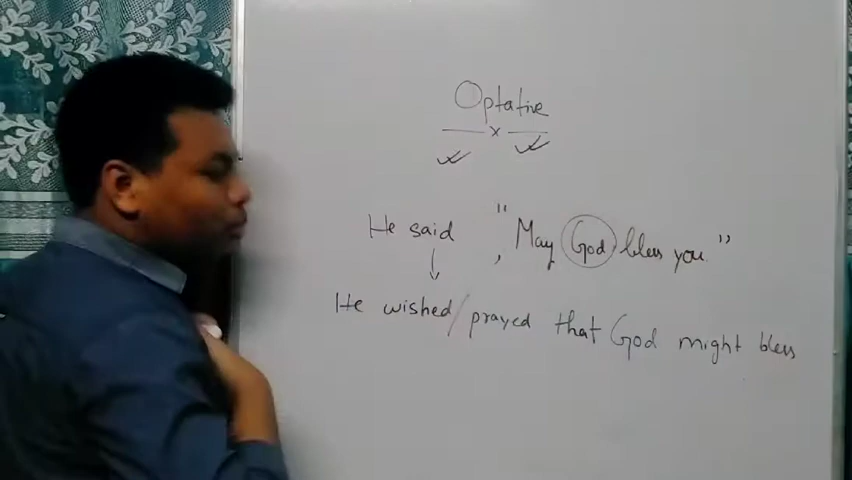 Optative
x
He said, "May God bless you."
He wished/prayed that God might bless